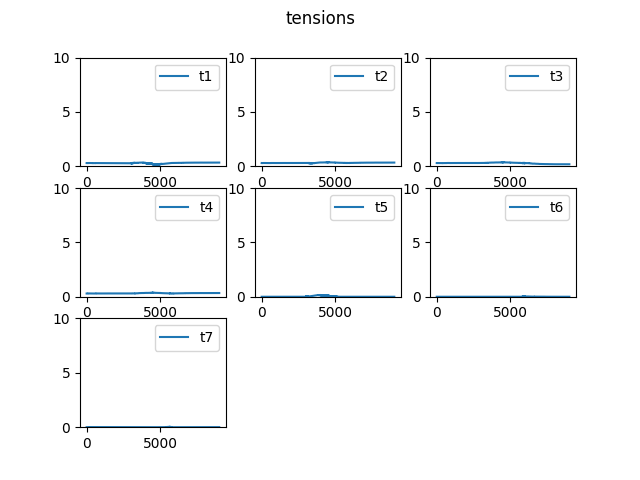 tensions
10 10 10
t1 t2 t3
5 5 5
0 0 0
0 5000 0 5000 0 5000
10 10 10
t4 t5 t6
5 5 5
0 0 0
0 5000 0 5000 0 5000
10
t7
5
0
0 5000